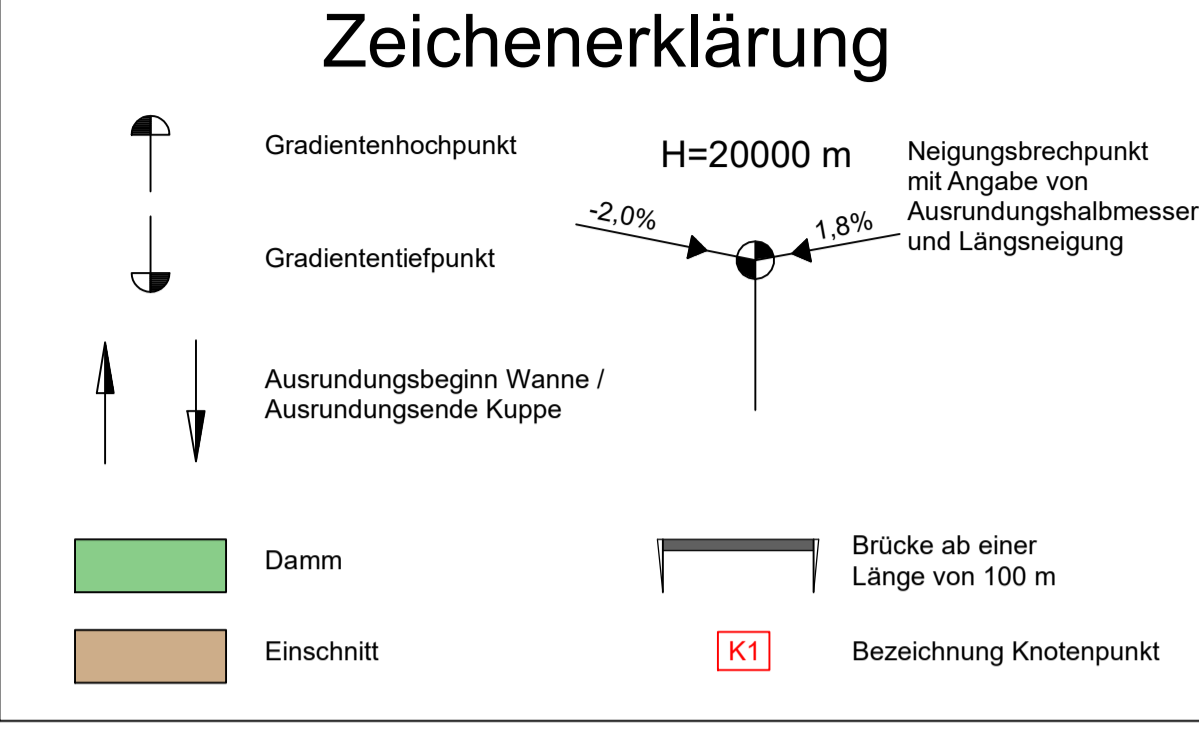 Zeichenerklärung
Gradientenhochpunkt
Gradiententiefpunkt
Ausrundungsbeginn Wanne /
Ausrundungsende Kuppe
Damm
Einschnitt
H=20000 m
-2,0%
1,8%
Neigungsbrechpunkt
mit Angabe von
Ausrundungshalbmesser
und Längsneigung
Brücke ab einer
Länge von 100 m
K1
Bezeichnung Knotenpunkt